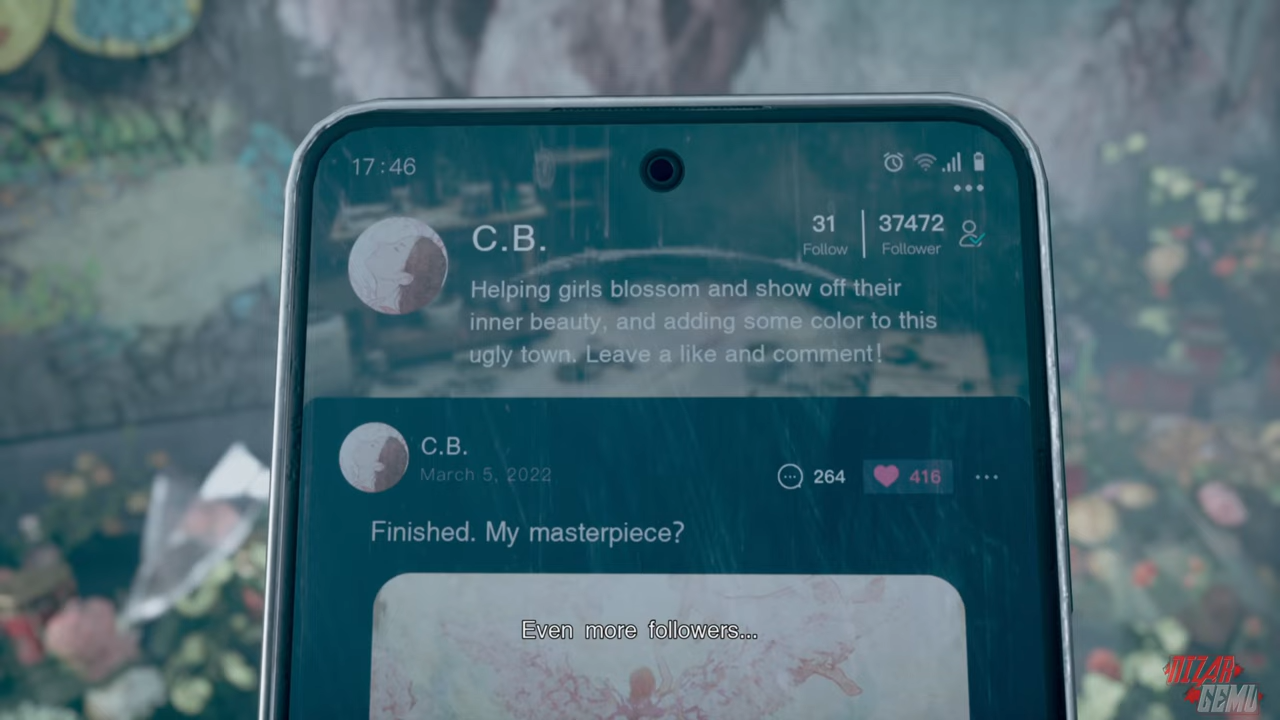 17:46
C.B.
31
Follow
37472
Follower
Helping girls blossom and show off their
inner beauty, and adding some color to this
ugly town. Leave a like and comment!
C.B.
March 5, 2022
264
416
Finished. My masterpiece?
Even more followers...
NIZAR
GEMU